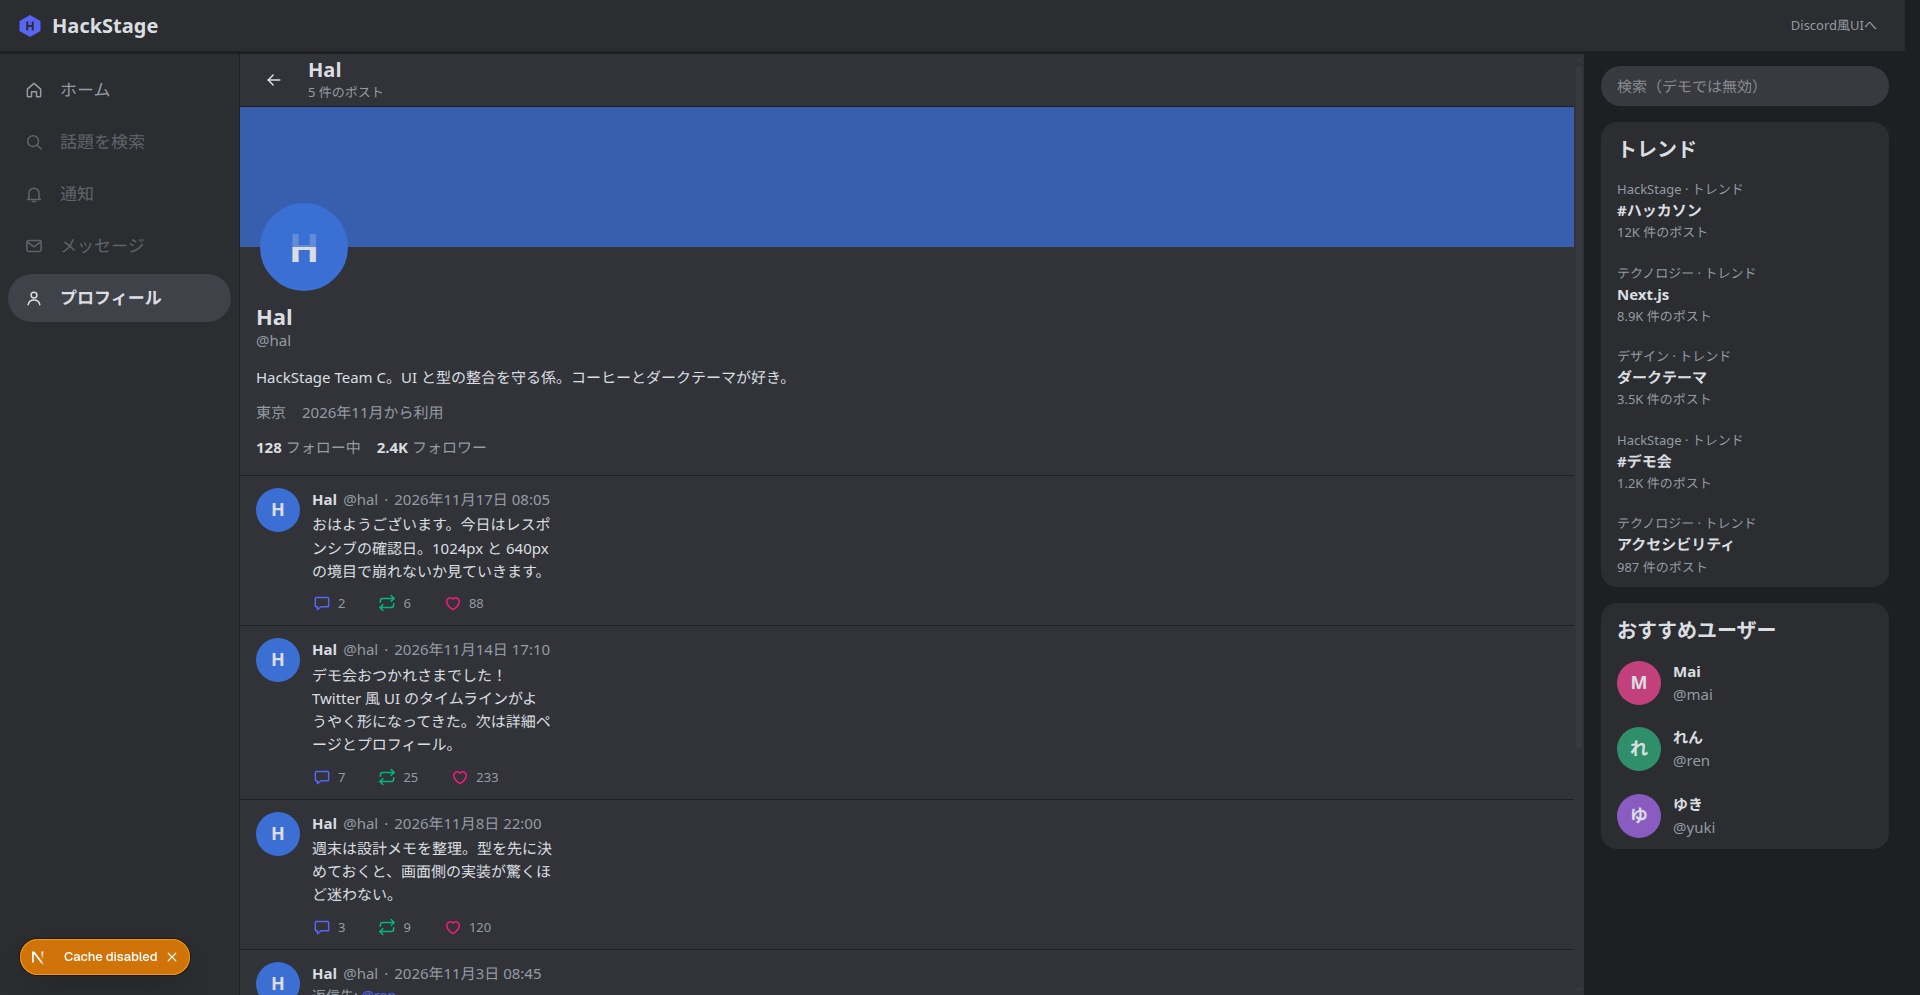 H HackStage
Discord風UIへ
ホーム
話題を検索
通知
メッセージ
プロフィール
Hal
5 件のポスト
H
Hal
@hal
HackStage Team C。UI と型の整合を守る係。コーヒーとダークテーマが好き。
東京 2026年11月から利用
128 フォロー中 2.4K フォロワー
H
Hal @hal · 2026年11月17日 08:05
おはようございます。今日はレスポ
ンシブの確認日。1024px と 640px
の境目で崩れないか見ていきます。
2 6 88
H
Hal @hal · 2026年11月14日 17:10
デモ会おつかれさまでした！
Twitter 風 UI のタイムラインがよ
うやく形になってきた。次は詳細ペ
ージとプロフィール。
7 25 233
H
Hal @hal · 2026年11月8日 22:00
週末は設計メモを整理。型を先に決
めておくと、画面側の実装が驚くほ
ど迷わない。
3 9 120
H
Hal @hal · 2026年11月3日 08:45
返信先: @ren
検索（デモでは無効）
トレンド
HackStage · トレンド
#ハッカソン
12K 件のポスト
テクノロジー · トレンド
Next.js
8.9K 件のポスト
デザイン · トレンド
ダークテーマ
3.5K 件のポスト
HackStage · トレンド
#デモ会
1.2K 件のポスト
テクノロジー · トレンド
アクセシビリティ
987 件のポスト
おすすめユーザー
M
Mai
@mai
れ
れん
@ren
ゆ
ゆき
@yuki
N Cache disabled